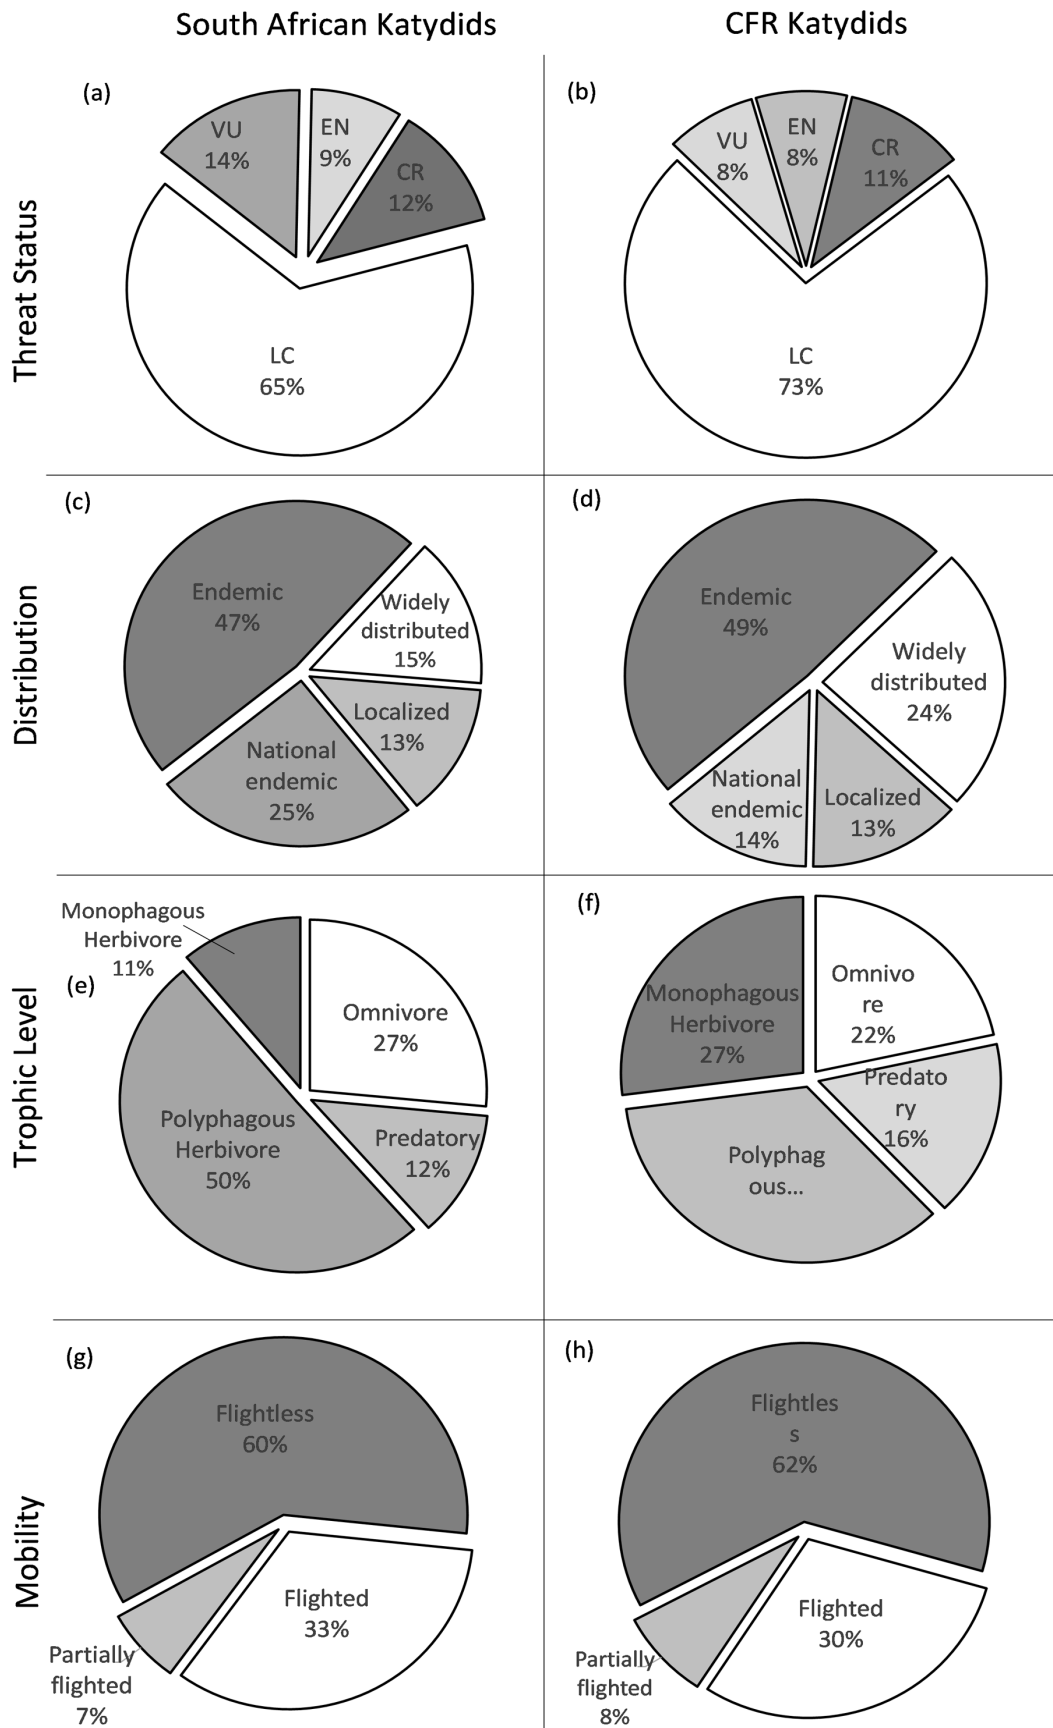 South African Katydids
CFR Katydids
Threat Status
(a)
VU
14%
EN
9%
CR
12%
LC
65%
(b)
VU
8%
EN
8%
CR
11%
LC
73%
Distribution
(c)
Endemic
47%
Widely
distributed
15%
Localized
13%
National
endemic
25%
(d)
Endemic
49%
Widely
distributed
24%
Localized
13%
National
endemic
14%
Trophic Level
(e)
Monophagous
Herbivore
11%
Omnivore
27%
Predatory
12%
Polyphagous
Herbivore
50%
(f)
Monophagous
Herbivore
27%
Omnivo
re
22%
Predato
ry
16%
Polyphag
ous...
Mobility
(g)
Flightless
60%
Flighted
33%
Partially
flighted
7%
(h)
Flightles
s
62%
Flighted
30%
Partially
flighted
8%